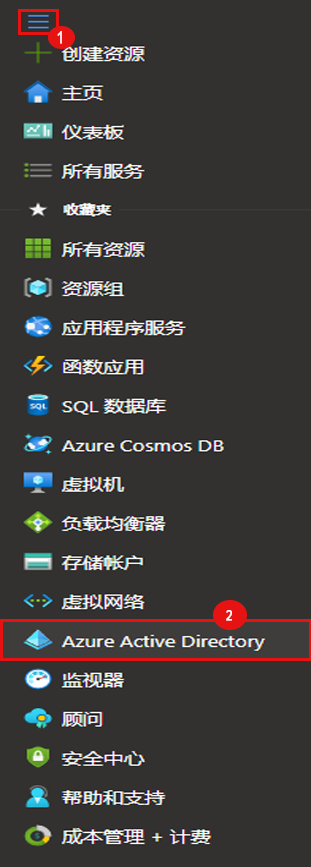 1
创建资源
主页
仪表板
所有服务
收藏夹
所有资源
资源组
应用程序服务
函数应用
SQL 数据库
Azure Cosmos DB
虚拟机
负载均衡器
存储帐户
虚拟网络
2
Azure Active Directory
监视器
顾问
安全中心
帮助和支持
成本管理 + 计费